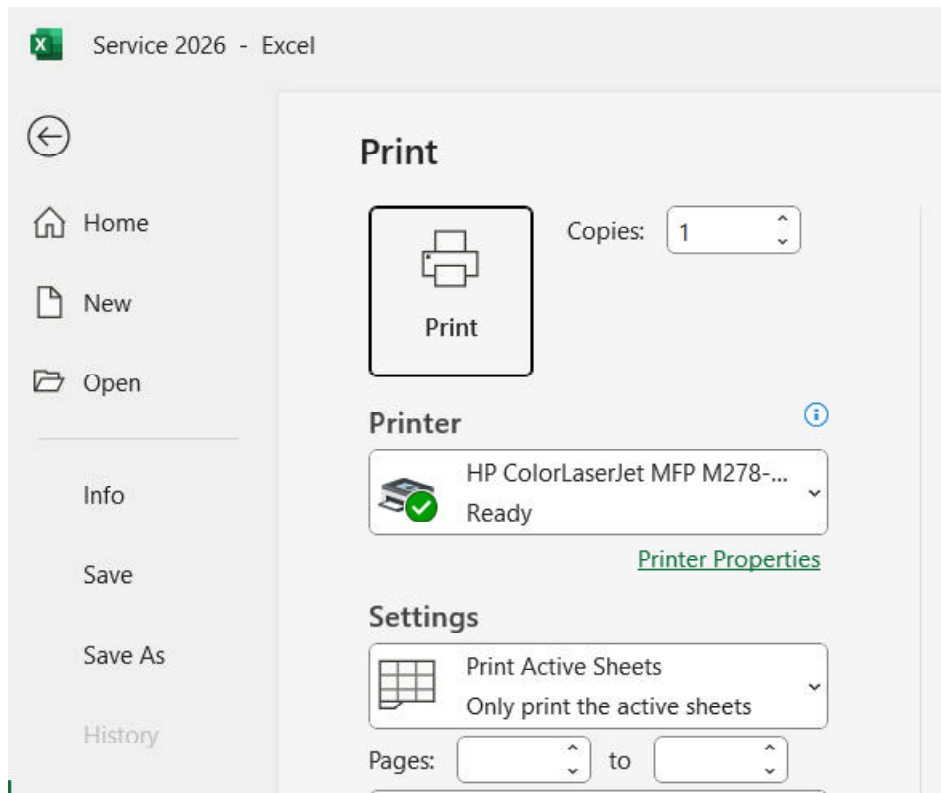 Service 2026 - Excel
Print
Home
New
Open
Info
Save
Save As
History
Print
Copies: 1
Printer
HP ColorLaserJet MFP M278-...
Ready
Printer Properties
Settings
Print Active Sheets
Only print the active sheets
Pages: to